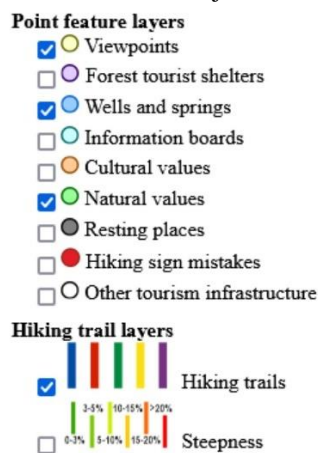 Point feature layers
Viewpoints
Forest tourist shelters
Wells and springs
Information boards
Cultural values
Natural values
Resting places
Hiking sign mistakes
Other tourism infrastructure
Hiking trail layers
Hiking trails
3-5% 10-15% >20%
0-3% 5-10% 15-20% Steepness